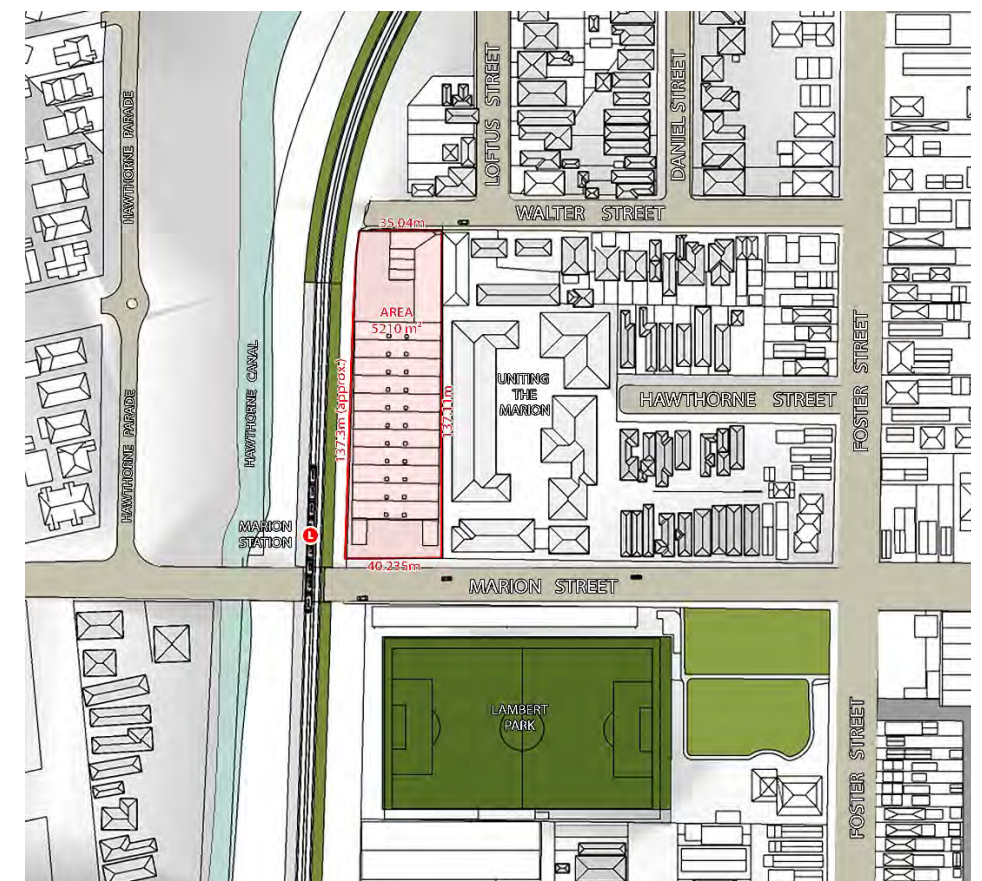 HAWTHORNE PARADE
LOFTUS STREET
DANIEL STREET
WALTER STREET
35.04m
AREA
5210 m²
137.3m (approx.)
137.11m
UNITING
THE
MARION
HAWTHORNE STREET
FOSTER STREET
HAWTHORNE CANAL
HAWTHORNE PARADE
MARION
STATION
L
40.235m
MARION STREET
LAMBERT
PARK
FOSTER STREET